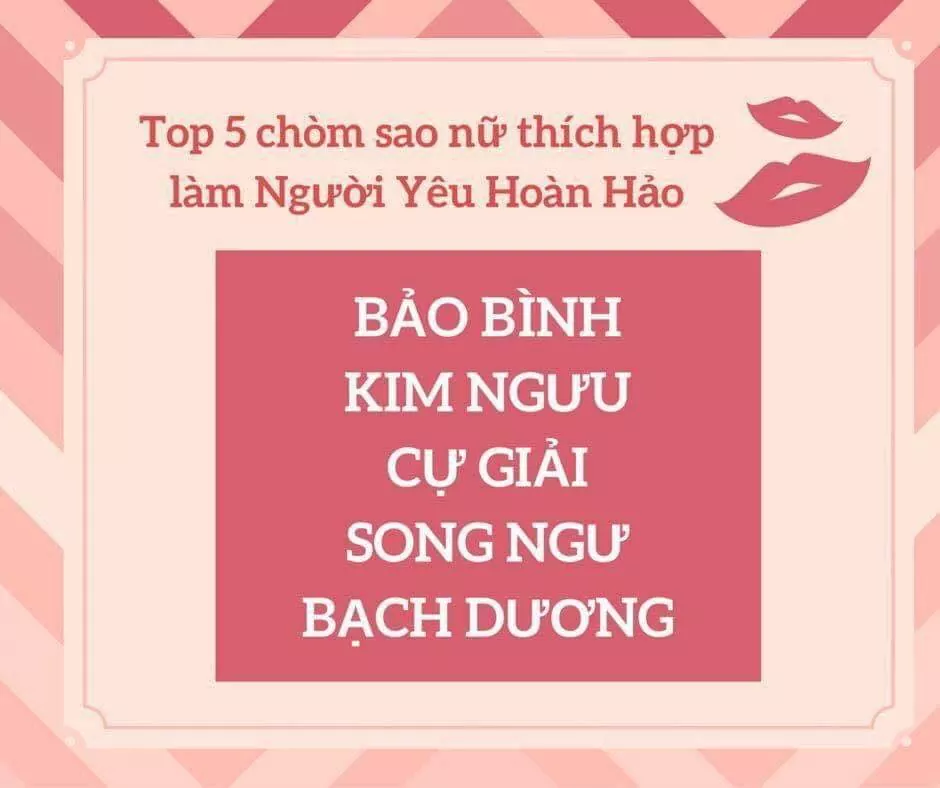 Top 5 chòm sao nữ thích hợp
làm Người Yêu Hoàn Hảo
BẢO BÌNH
KIM NGƯU
CỰ GIẢI
SONG NGƯ
BẠCH DƯƠNG